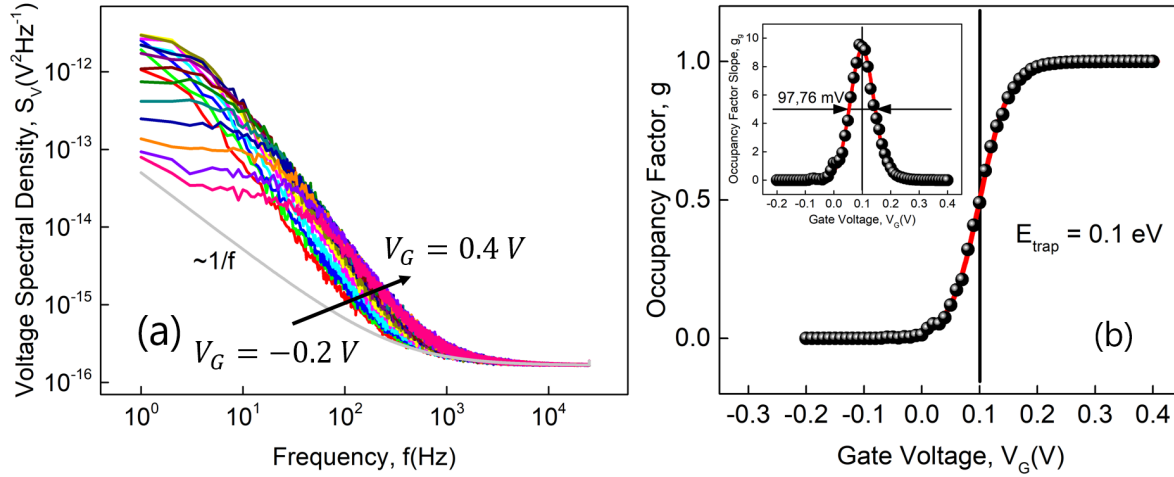 Voltage Spectral Density, S_V(V²Hz⁻¹)
10⁻¹²
10⁻¹³
10⁻¹⁴
10⁻¹⁵
10⁻¹⁶
~1/f
V_G = 0.4 V
(a)
V_G = −0.2 V
10⁰ 10¹ 10² 10³ 10⁴
Frequency, f(Hz)
Occupancy Factor, g
1.0
0.5
0.0
Occupancy Factor Slope, g_g
10
8
6
4
2
0
97,76 mV
-0.2 -0.1 0.0 0.1 0.2 0.3 0.4
Gate Voltage, V_G(V)
E_trap = 0.1 eV
(b)
-0.3 -0.2 -0.1 0.0 0.1 0.2 0.3 0.4
Gate Voltage, V_G(V)